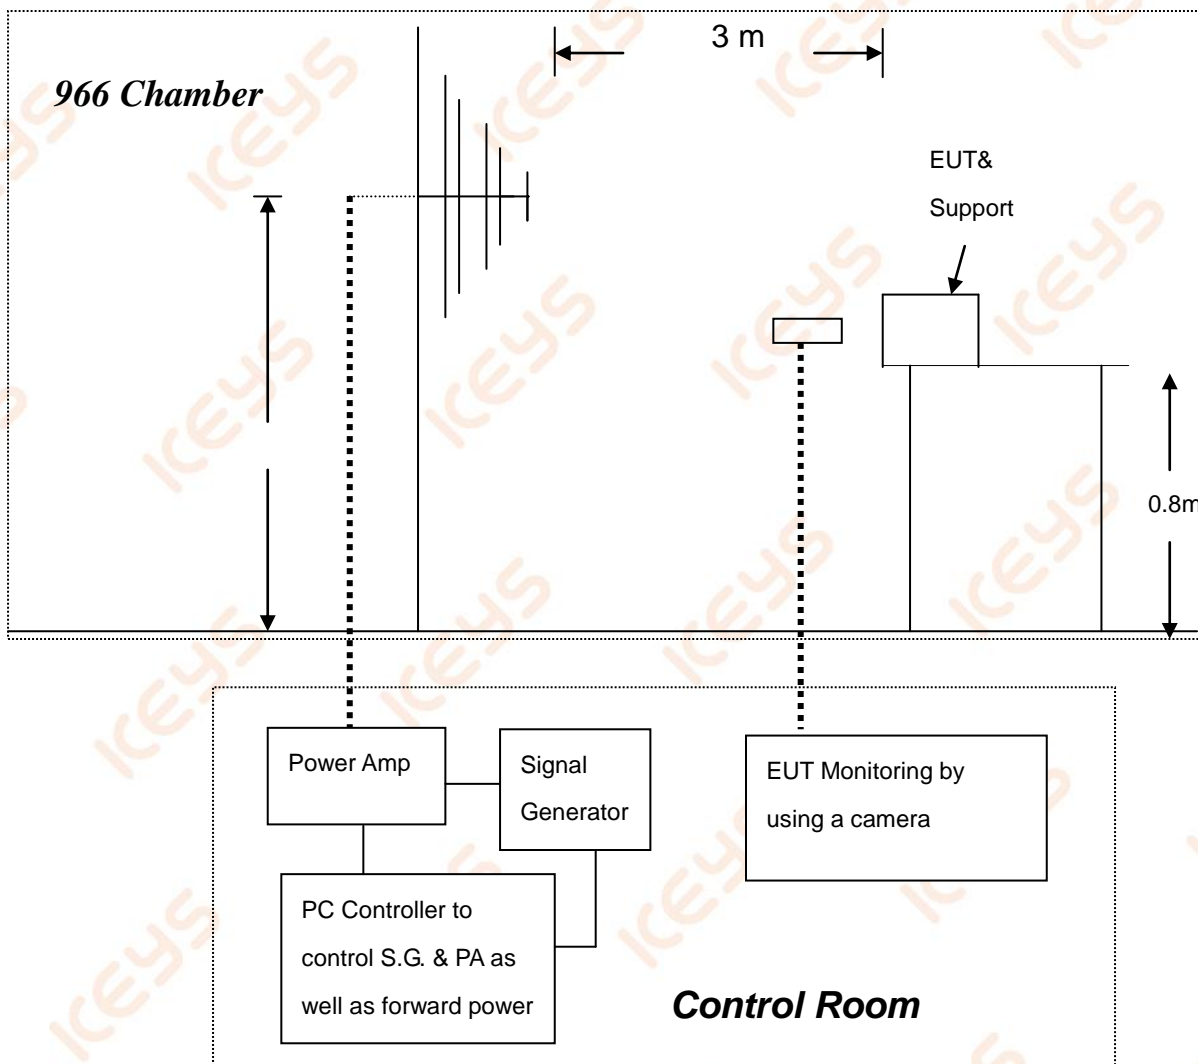 3 m
966 Chamber
EUT&
Support
0.8m
Power Amp
Signal
Generator
EUT Monitoring by
using a camera
PC Controller to
control S.G. & PA as
well as forward power
Control Room
ICEYS